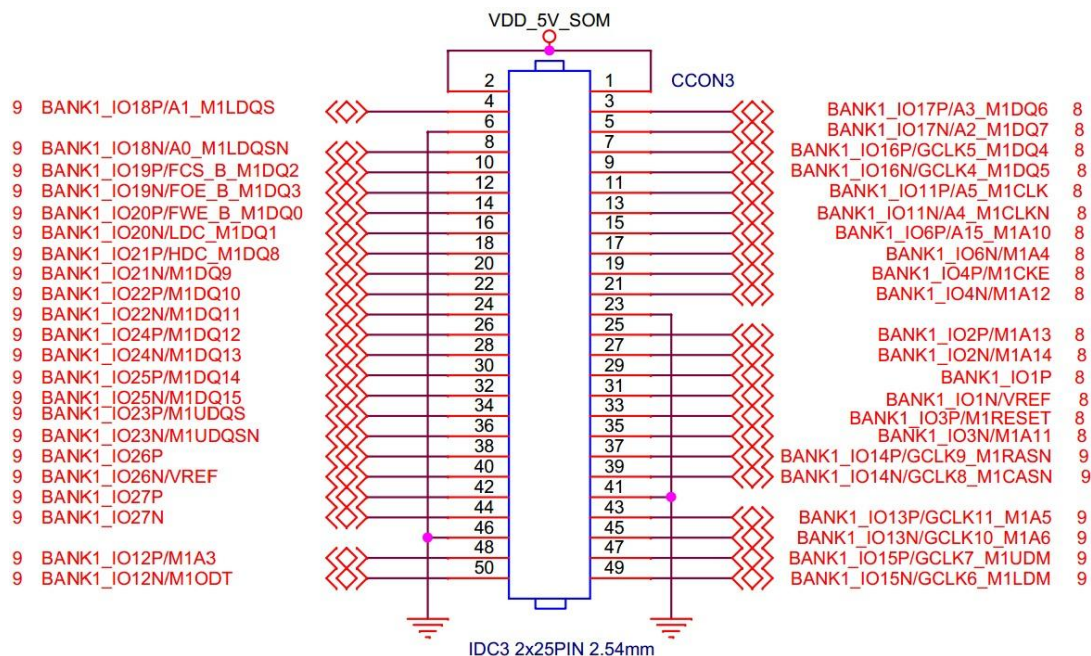 VDD_5V_SOM
2 1 CCON3
9 BANK1_IO18P/A1_M1LDQS 4 3 BANK1_IO17P/A3_M1DQ6 8
6 5 BANK1_IO17N/A2_M1DQ7 8
9 BANK1_IO18N/A0_M1LDQSN 8 7 BANK1_IO16P/GCLK5_M1DQ4 8
9 BANK1_IO19P/FCS_B_M1DQ2 10 9 BANK1_IO16N/GCLK4_M1DQ5 8
9 BANK1_IO19N/FOE_B_M1DQ3 12 11 BANK1_IO11P/A5_M1CLK 8
9 BANK1_IO20P/FWE_B_M1DQ0 14 13 BANK1_IO11N/A4_M1CLKN 8
9 BANK1_IO20N/LDC_M1DQ1 16 15 BANK1_IO6P/A15_M1A10 8
9 BANK1_IO21P/HDC_M1DQ8 18 17 BANK1_IO6N/M1A4 8
9 BANK1_IO21N/M1DQ9 20 19 BANK1_IO4P/M1CKE 8
9 BANK1_IO22P/M1DQ10 22 21 BANK1_IO4N/M1A12 8
9 BANK1_IO22N/M1DQ11 24 23
9 BANK1_IO24P/M1DQ12 26 25 BANK1_IO2P/M1A13 8
9 BANK1_IO24N/M1DQ13 28 27 BANK1_IO2N/M1A14 8
9 BANK1_IO25P/M1DQ14 30 29 BANK1_IO1P 8
9 BANK1_IO25N/M1DQ15 32 31 BANK1_IO1N/VREF 8
9 BANK1_IO23P/M1UDQS 34 33 BANK1_IO3P/M1RESET 8
9 BANK1_IO23N/M1UDQSN 36 35 BANK1_IO3N/M1A11 8
9 BANK1_IO26P 38 37 BANK1_IO14P/GCLK9_M1RASN 9
9 BANK1_IO26N/VREF 40 39 BANK1_IO14N/GCLK8_M1CASN 9
9 BANK1_IO27P 42 41
9 BANK1_IO27N 44 43 BANK1_IO13P/GCLK11_M1A5 9
46 45 BANK1_IO13N/GCLK10_M1A6 9
9 BANK1_IO12P/M1A3 48 47 BANK1_IO15P/GCLK7_M1UDM 9
9 BANK1_IO12N/M1ODT 50 49 BANK1_IO15N/GCLK6_M1LDM 9
IDC3 2x25PIN 2.54mm